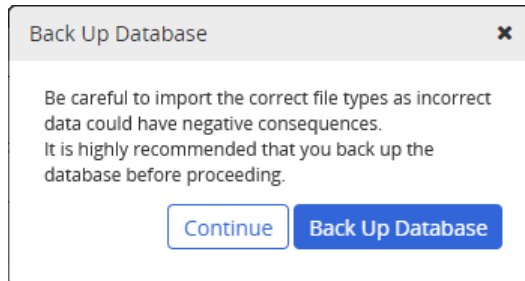 Back Up Database
Be careful to import the correct file types as incorrect
data could have negative consequences.
It is highly recommended that you back up the
database before proceeding.
Continue
Back Up Database